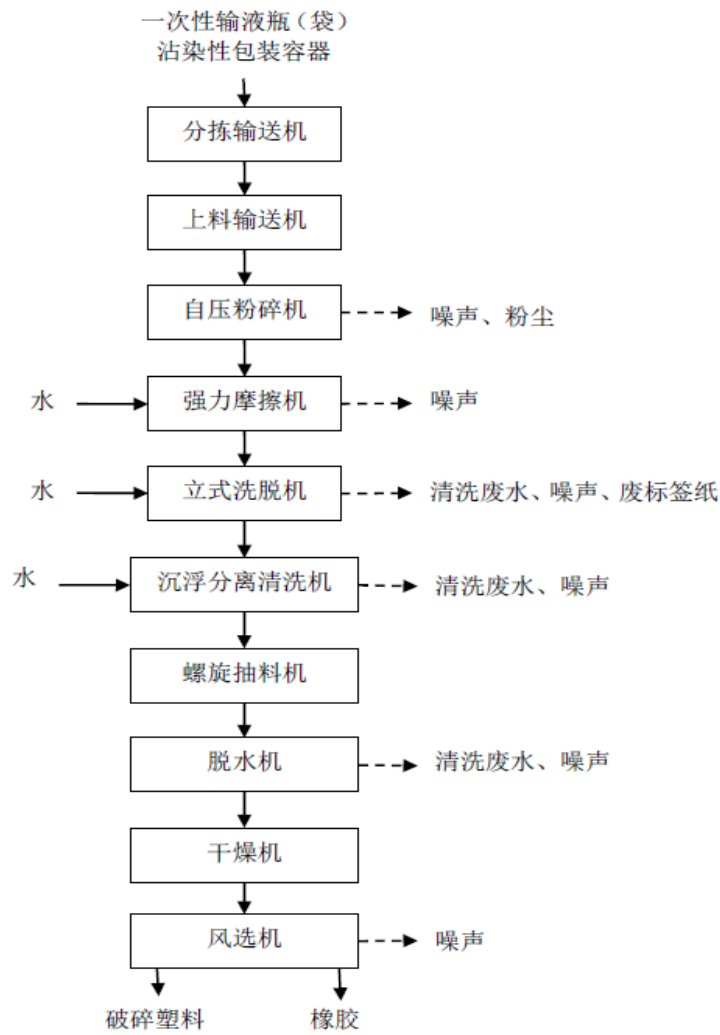 一次性输液瓶（袋）
沾染性包装容器
分拣输送机
上料输送机
自压粉碎机
噪声、粉尘
水
强力摩擦机
噪声
水
立式洗脱机
清洗废水、噪声、废标签纸
水
沉浮分离清洗机
清洗废水、噪声
螺旋抽料机
脱水机
清洗废水、噪声
干燥机
风选机
噪声
破碎塑料
橡胶